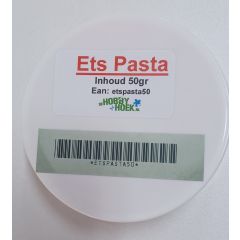 Ets Pasta
Inhoud 50gr
Ean: etspasta50
HOBBY
HOEK
*ETSPASTA50*